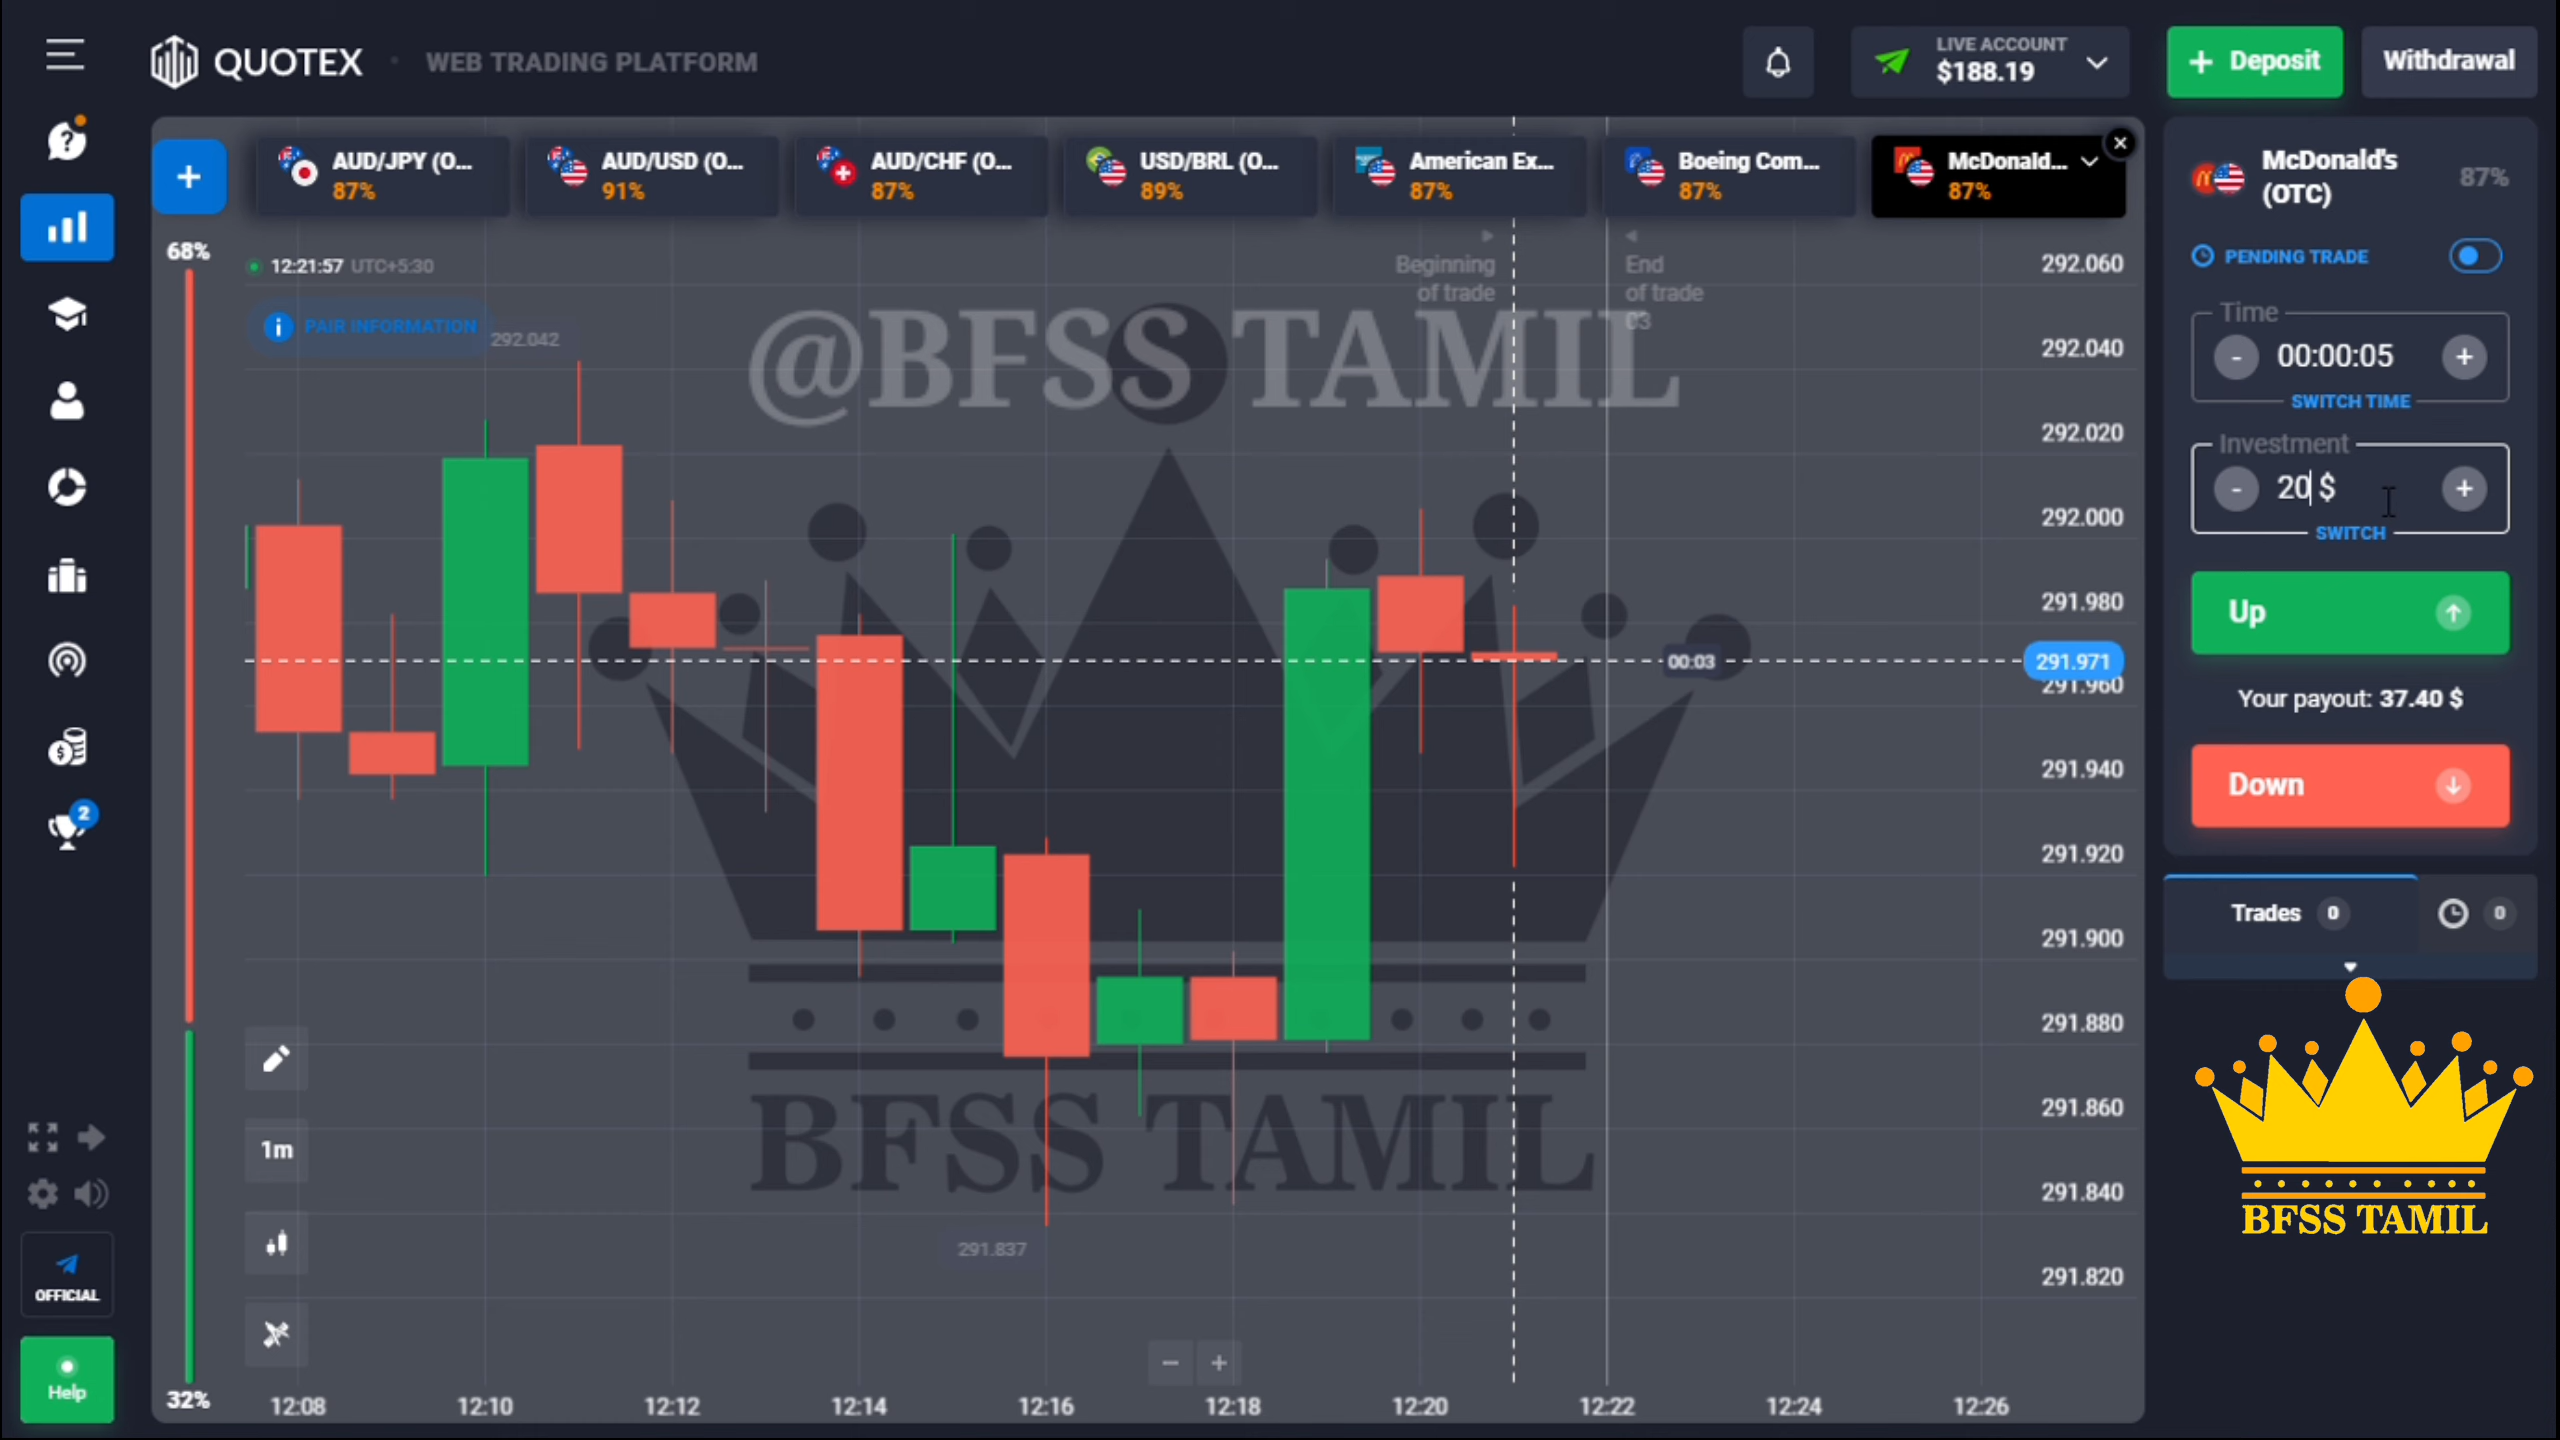 QUOTEX
WEB TRADING PLATFORM
LIVE ACCOUNT
$188.19
+ Deposit
Withdrawal
+
AUD/JPY (O...
87%
AUD/USD (O...
91%
AUD/CHF (O...
87%
USD/BRL (O...
89%
American Ex...
87%
Boeing Com...
87%
McDonald...
87%
68%
12:21:57 UTC+5:30
PAIR INFORMATION
292.042
Beginning
of trade
End
of trade
03
@BFSS TAMIL
292.060
292.040
292.020
292.000
291.980
291.971
291.960
291.940
291.920
291.900
291.880
291.860
291.840
291.820
00:03
BFSS TAMIL
291.837
1m
32%
12:08
12:10
12:12
12:14
12:16
12:18
12:20
12:22
12:24
12:26
2
OFFICIAL
Help
McDonald's
(OTC)
87%
PENDING TRADE
Time
- 00:00:05 +
SWITCH TIME
Investment
- 20 $ +
SWITCH
Up
Your payout: 37.40 $
Down
Trades 0
0
BFSS TAMIL